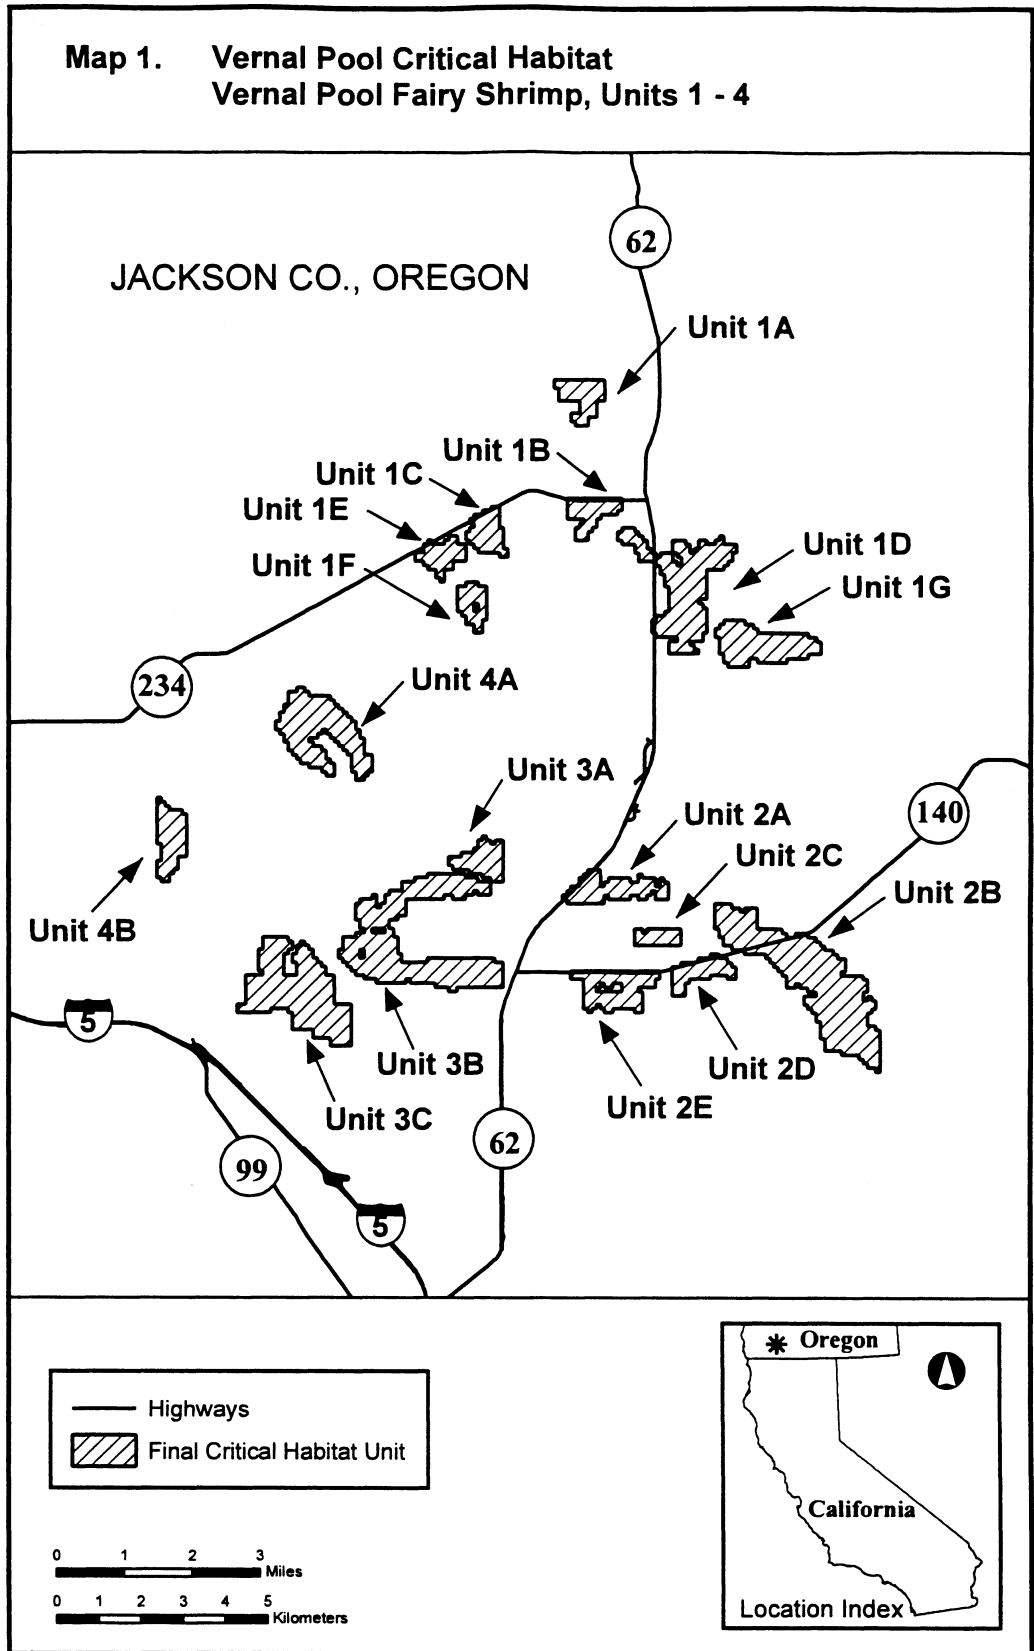 Map 1. Vernal Pool Critical Habitat
Vernal Pool Fairy Shrimp, Units 1 - 4
62
JACKSON CO., OREGON
Unit 1A
Unit 1B
Unit 1C
Unit 1E
Unit 1D
Unit 1F
Unit 1G
Unit 4A
234
Unit 3A
140
Unit 2A
Unit 2C
Unit 2B
Unit 4B
5
Unit 3B
Unit 2D
Unit 2E
Unit 3C
62
99
5
Oregon
California
Location Index
Highways
Final Critical Habitat Unit
0 1 2 3
Miles
0 1 2 3 4 5
Kilometers